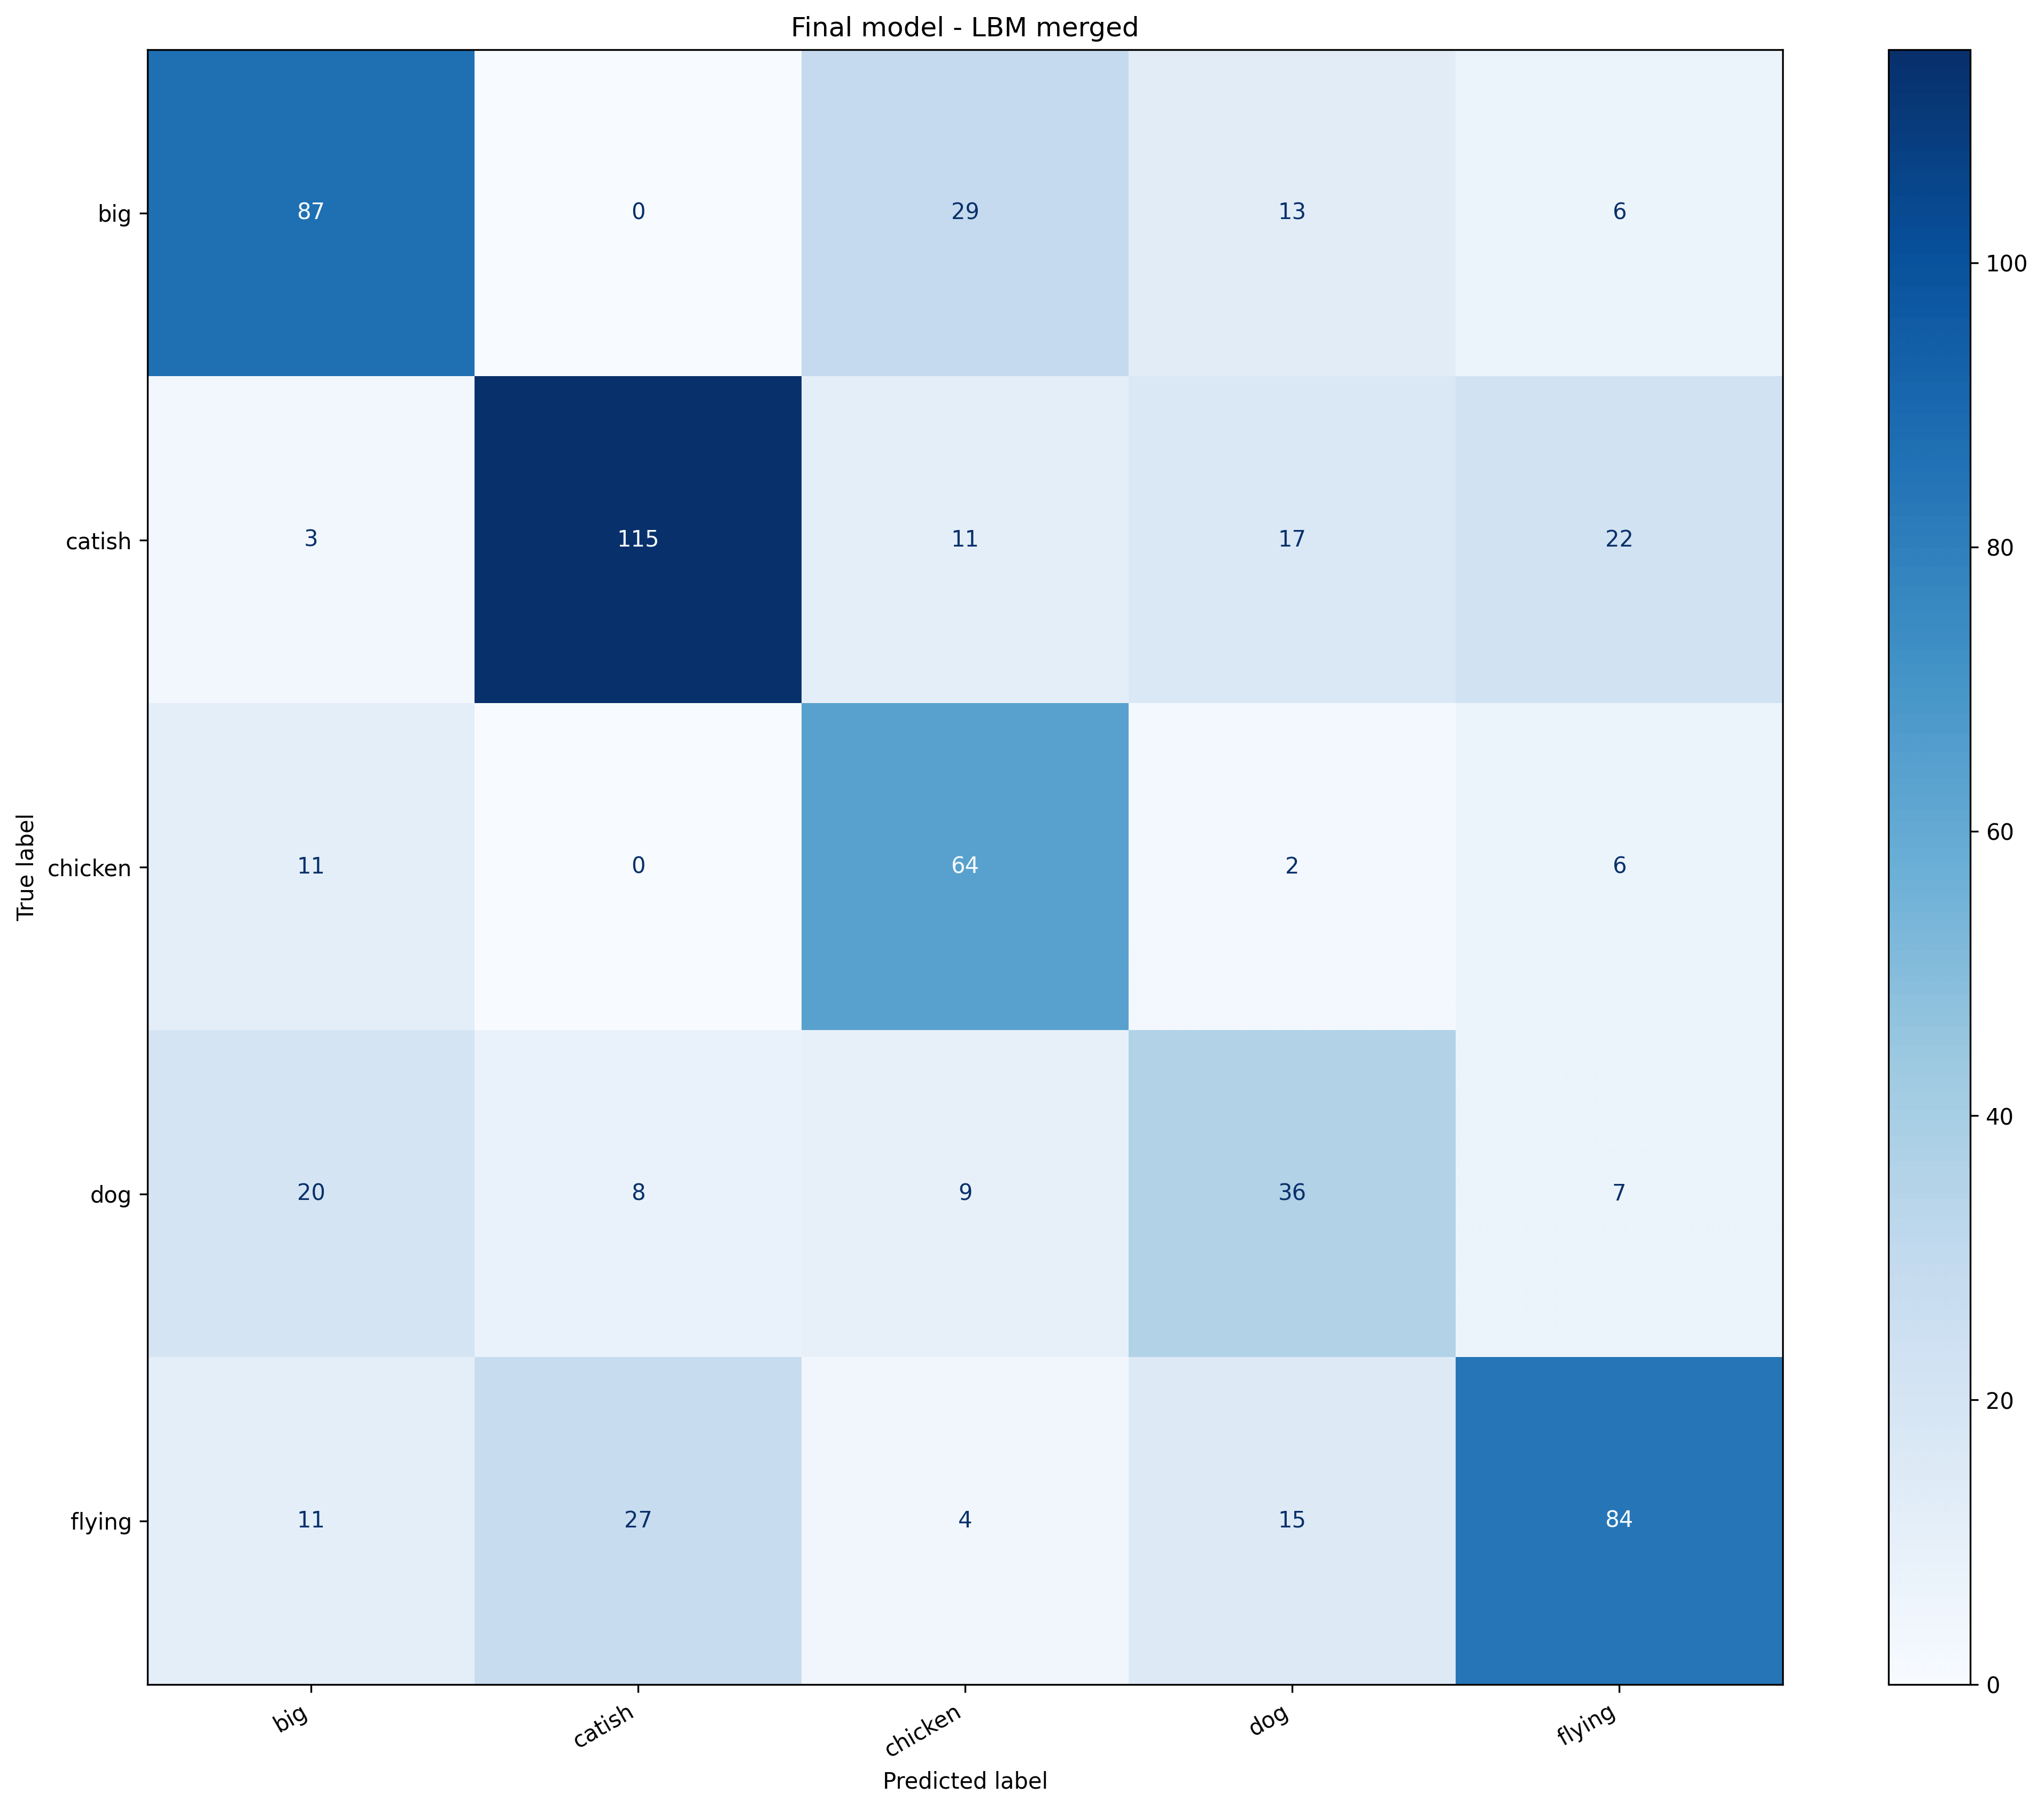 Final model - LBM merged
True label
big
87 0 29 13 6
catish
3 115 11 17 22
chicken
11 0 64 2 6
dog
20 8 9 36 7
flying
11 27 4 15 84
big
catish
chicken
dog
flying
Predicted label
100
80
60
40
20
0